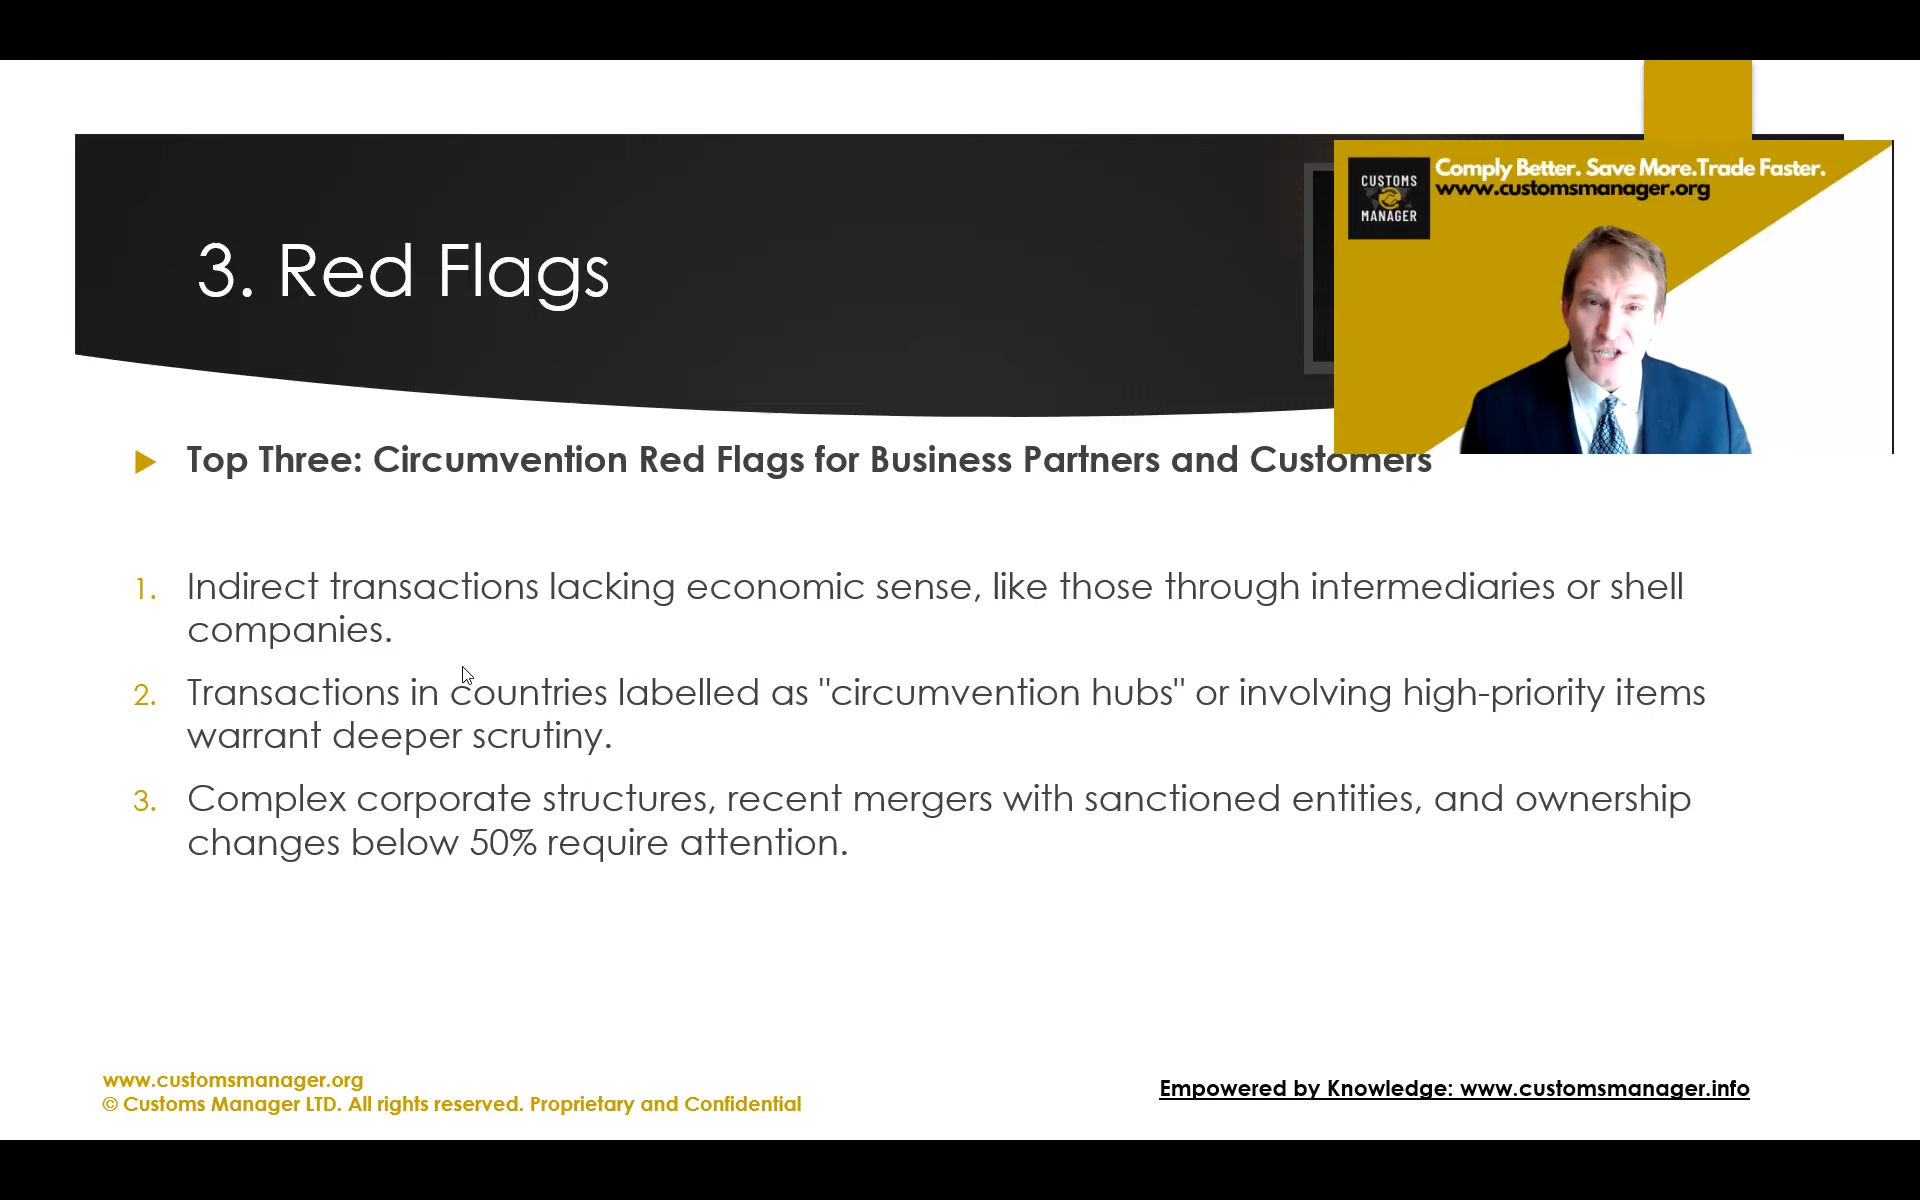 CUSTOMS
MANAGER
Comply Better. Save More.Trade Faster.
www.customsmanager.org
3. Red Flags
Top Three: Circumvention Red Flags for Business Partners and Customers
1. Indirect transactions lacking economic sense, like those through intermediaries or shell
companies.
2. Transactions in countries labelled as "circumvention hubs" or involving high-priority items
warrant deeper scrutiny.
3. Complex corporate structures, recent mergers with sanctioned entities, and ownership
changes below 50% require attention.
www.customsmanager.org
© Customs Manager LTD. All rights reserved. Proprietary and Confidential
Empowered by Knowledge: www.customsmanager.info